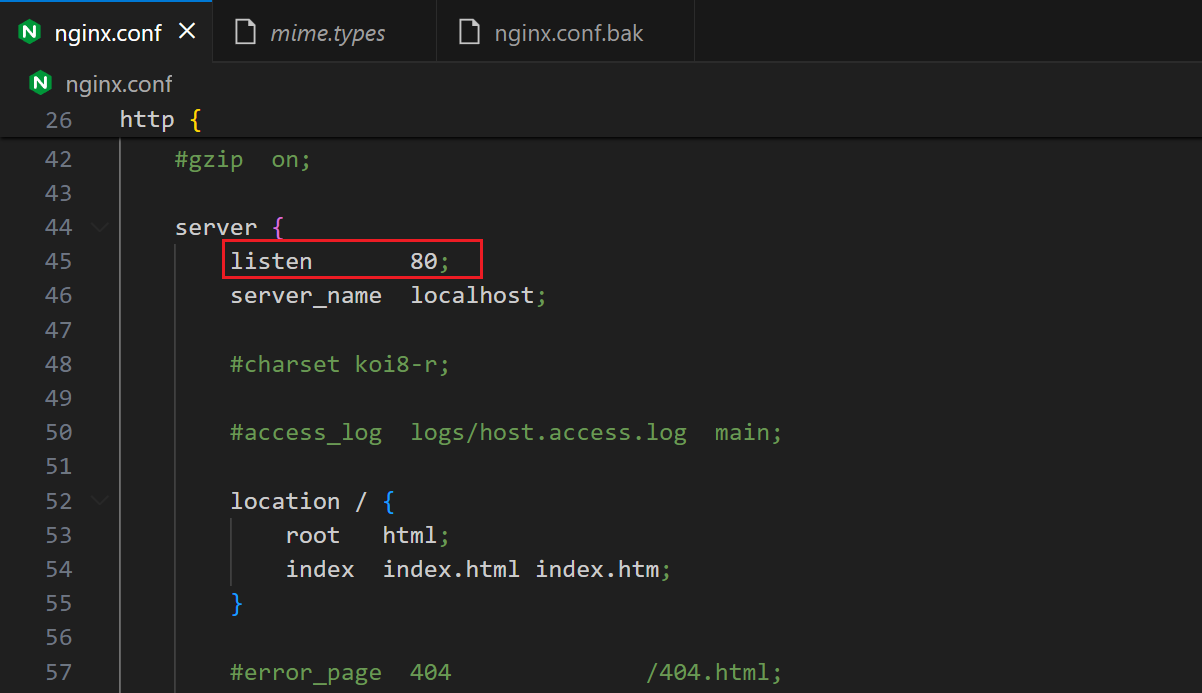 nginx.conf mime.types nginx.conf.bak
nginx.conf
26 http {
42 #gzip  on;
43
44 server {
45 listen       80;
46 server_name  localhost;
47
48 #charset koi8-r;
49
50 #access_log  logs/host.access.log  main;
51
52 location / {
53 root   html;
54 index  index.html index.htm;
55 }
56
57 #error_page  404              /404.html;